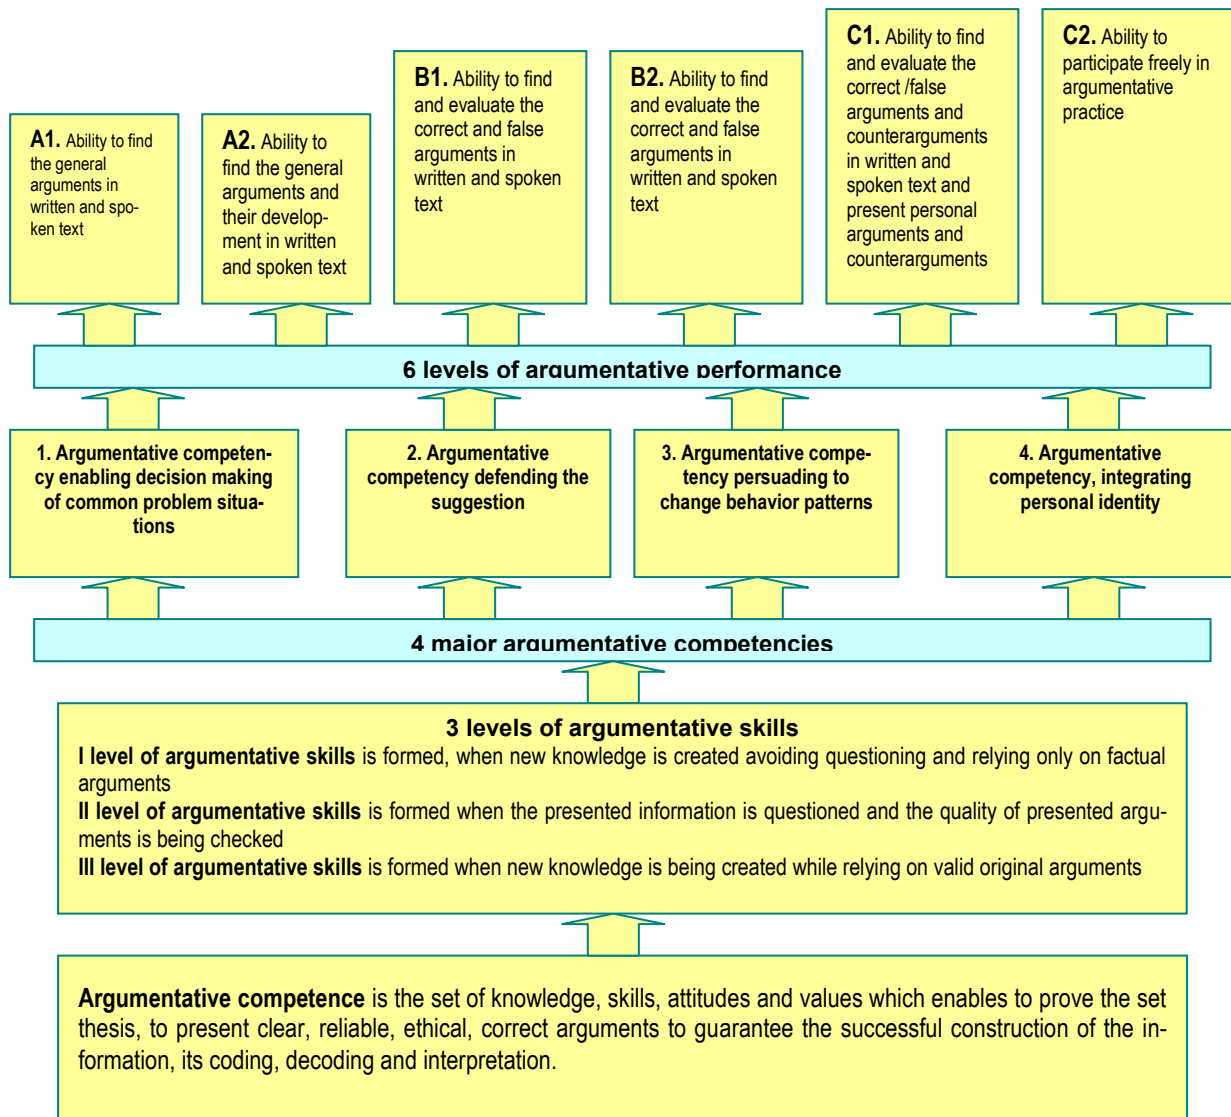 A1. Ability to find
the general
arguments in
written and spo-
ken text
A2. Ability to
find the general
arguments and
their develop-
ment in written
and spoken text
B1. Ability to find
and evaluate the
correct and false
arguments in
written and spoken
text
B2. Ability to find
and evaluate the
correct and false
arguments in
written and spoken
text
C1. Ability to find
and evaluate the
correct /false
arguments and
counterarguments
in written and
spoken text and
present personal
arguments and
counterarguments
C2. Ability to
participate freely in
argumentative
practice
6 levels of argumentative performance
1. Argumentative competen-
cy enabling decision making
of common problem situa-
tions
2. Argumentative
competency defending the
suggestion
3. Argumentative compe-
tency persuading to
change behavior patterns
4. Argumentative
competency, integrating
personal identity
4 major argumentative competencies
3 levels of argumentative skills
I level of argumentative skills is formed, when new knowledge is created avoiding questioning and relying only on factual
arguments
II level of argumentative skills is formed when the presented information is questioned and the quality of presented argu-
ments is being checked
III level of argumentative skills is formed when new knowledge is being created while relying on valid original arguments
Argumentative competence is the set of knowledge, skills, attitudes and values which enables to prove the set
thesis, to present clear, reliable, ethical, correct arguments to guarantee the successful construction of the in-
formation, its coding, decoding and interpretation.